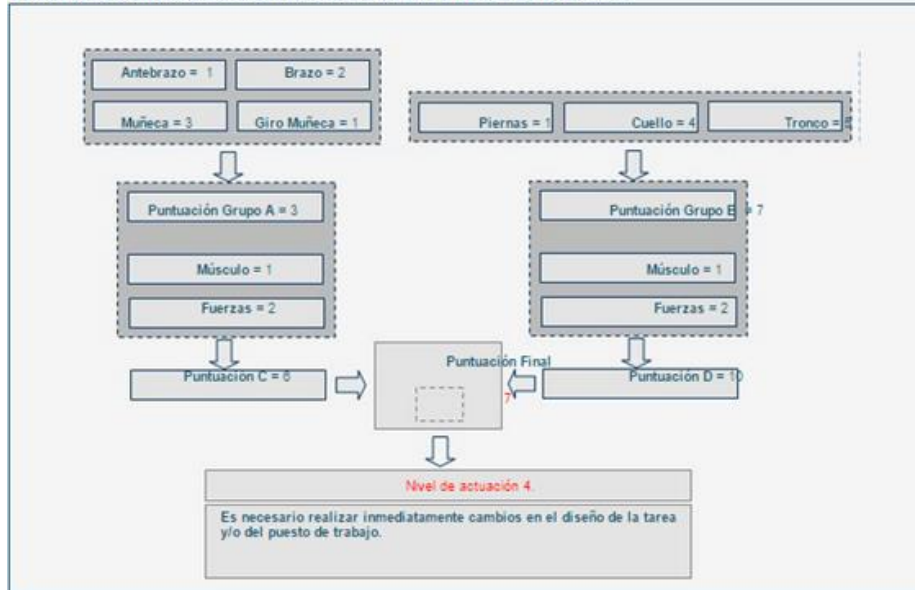 Antebrazo = 1
Brazo = 2
Muñeca = 3
Giro Muñeca = 1
Piernas = 1
Cuello = 4
Tronco =
Puntuación Grupo A = 3
Músculo = 1
Fuerzas = 2
Puntuación Grupo B = 7
Músculo = 1
Fuerzas = 2
Puntuación C = 6
Puntuación Final
7
Puntuación D = 10
Nivel de actuación 4.
Es necesario realizar inmediatamente cambios en el diseño de la tarea
y/o del puesto de trabajo.